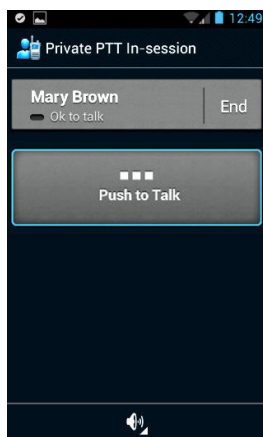 12:49
Private PTT In-session
Mary Brown
Ok to talk
End
Push to Talk